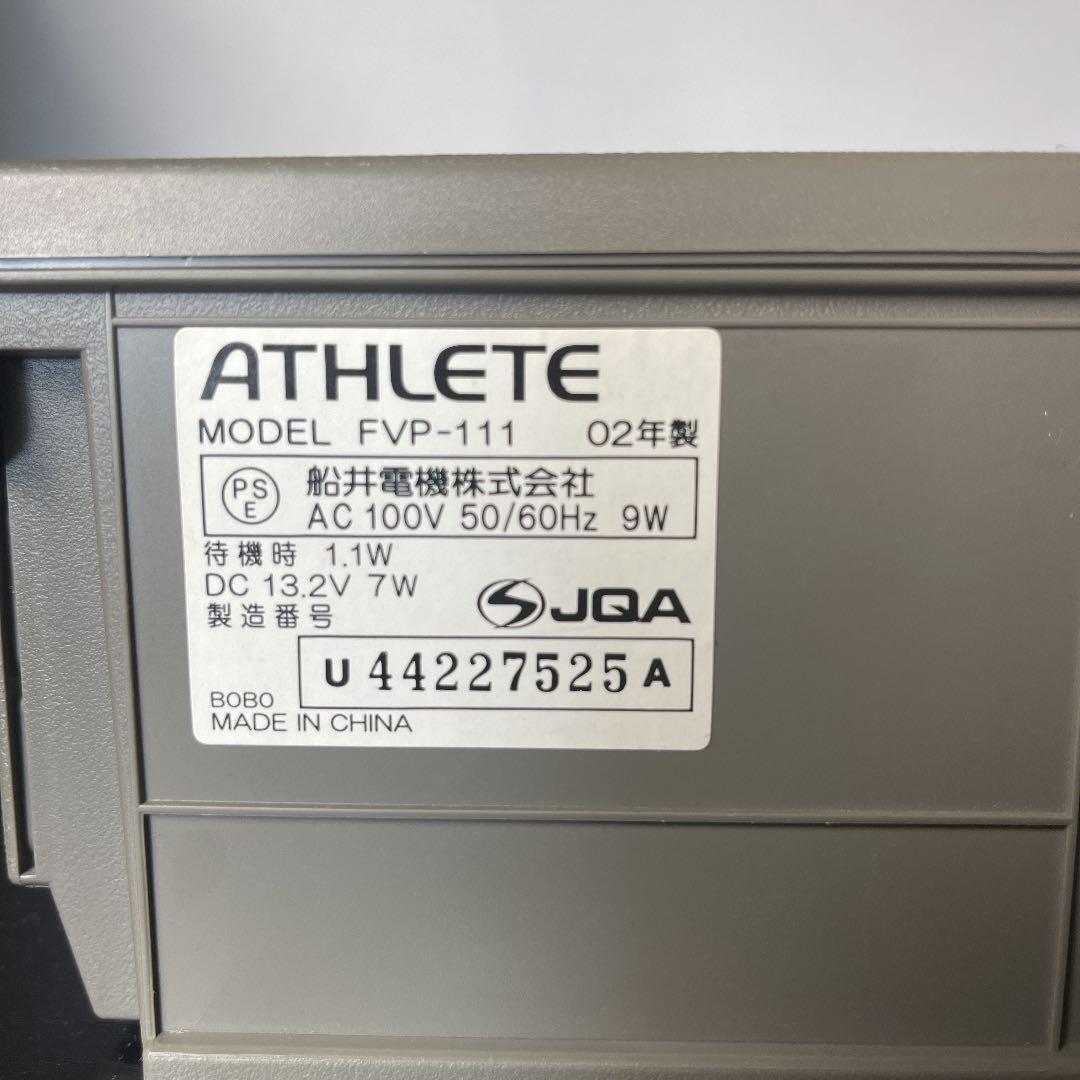 ATHLETE
MODEL FVP-111 02年製
PSE 船井電機株式会社
AC 100V 50/60Hz 9W
待機時 1.1W
DC 13.2V 7W
製造番号 JQA
U 44227525 A
B0B0
MADE IN CHINA